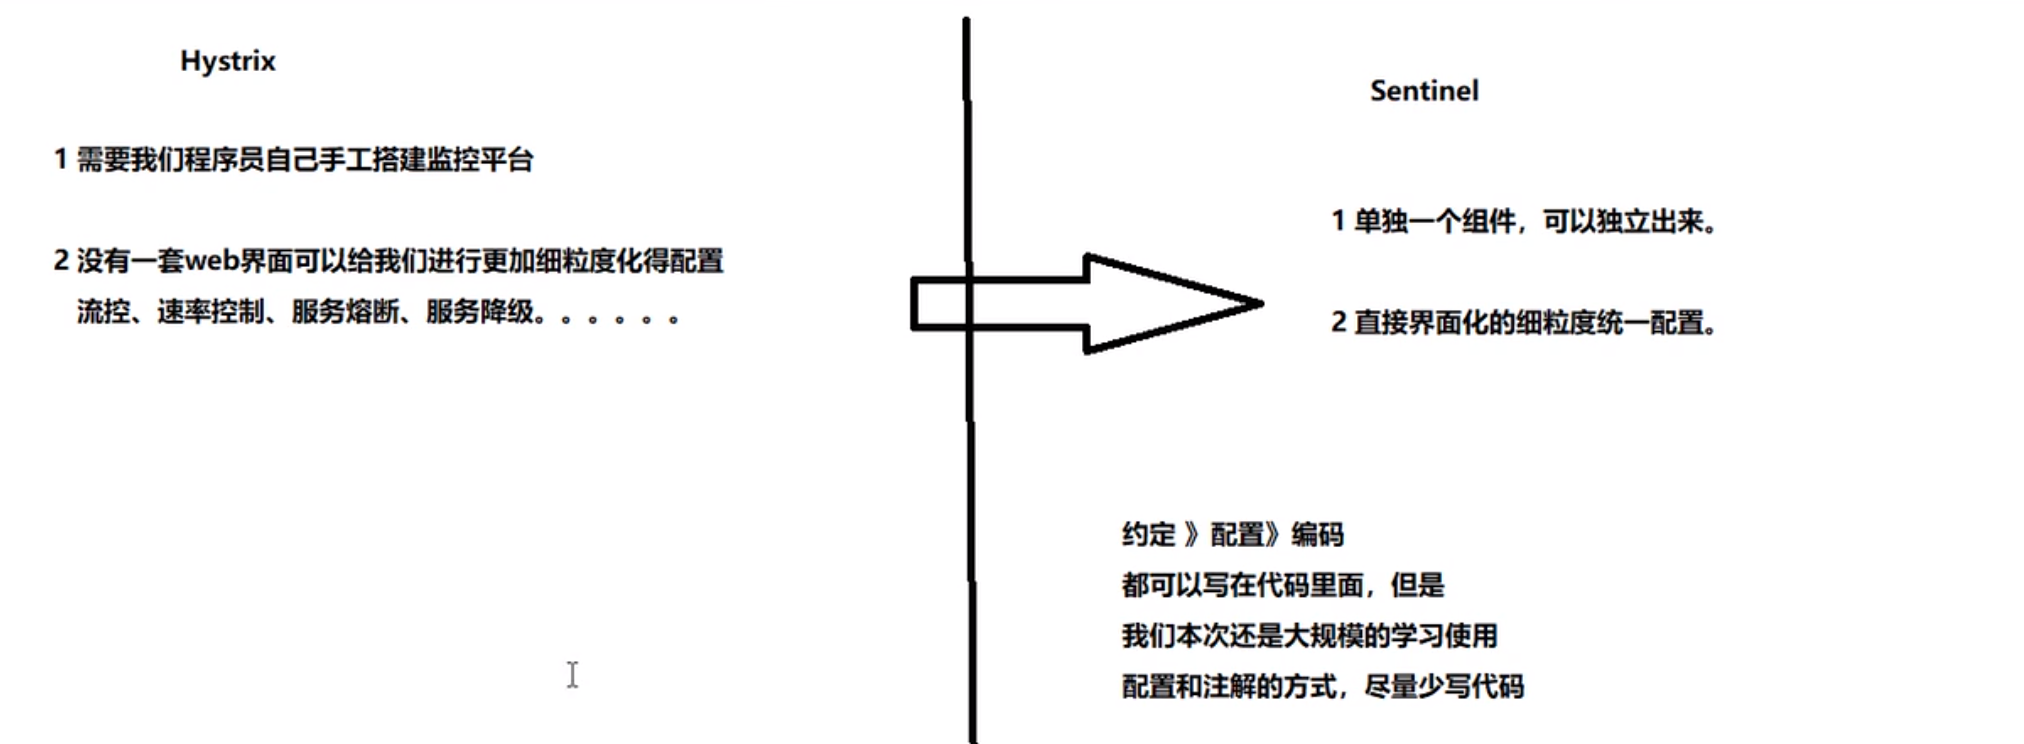 Hystrix
1 需要我们程序员自己手工搭建监控平台
2 没有一套web界面可以给我们进行更加细粒度化得配置
流控、速率控制、服务熔断、服务降级。。。。。。
Sentinel
1 单独一个组件，可以独立出来。
2 直接界面化的细粒度统一配置。
约定 》配置》编码
都可以写在代码里面，但是
我们本次还是大规模的学习使用
配置和注解的方式，尽量少写代码